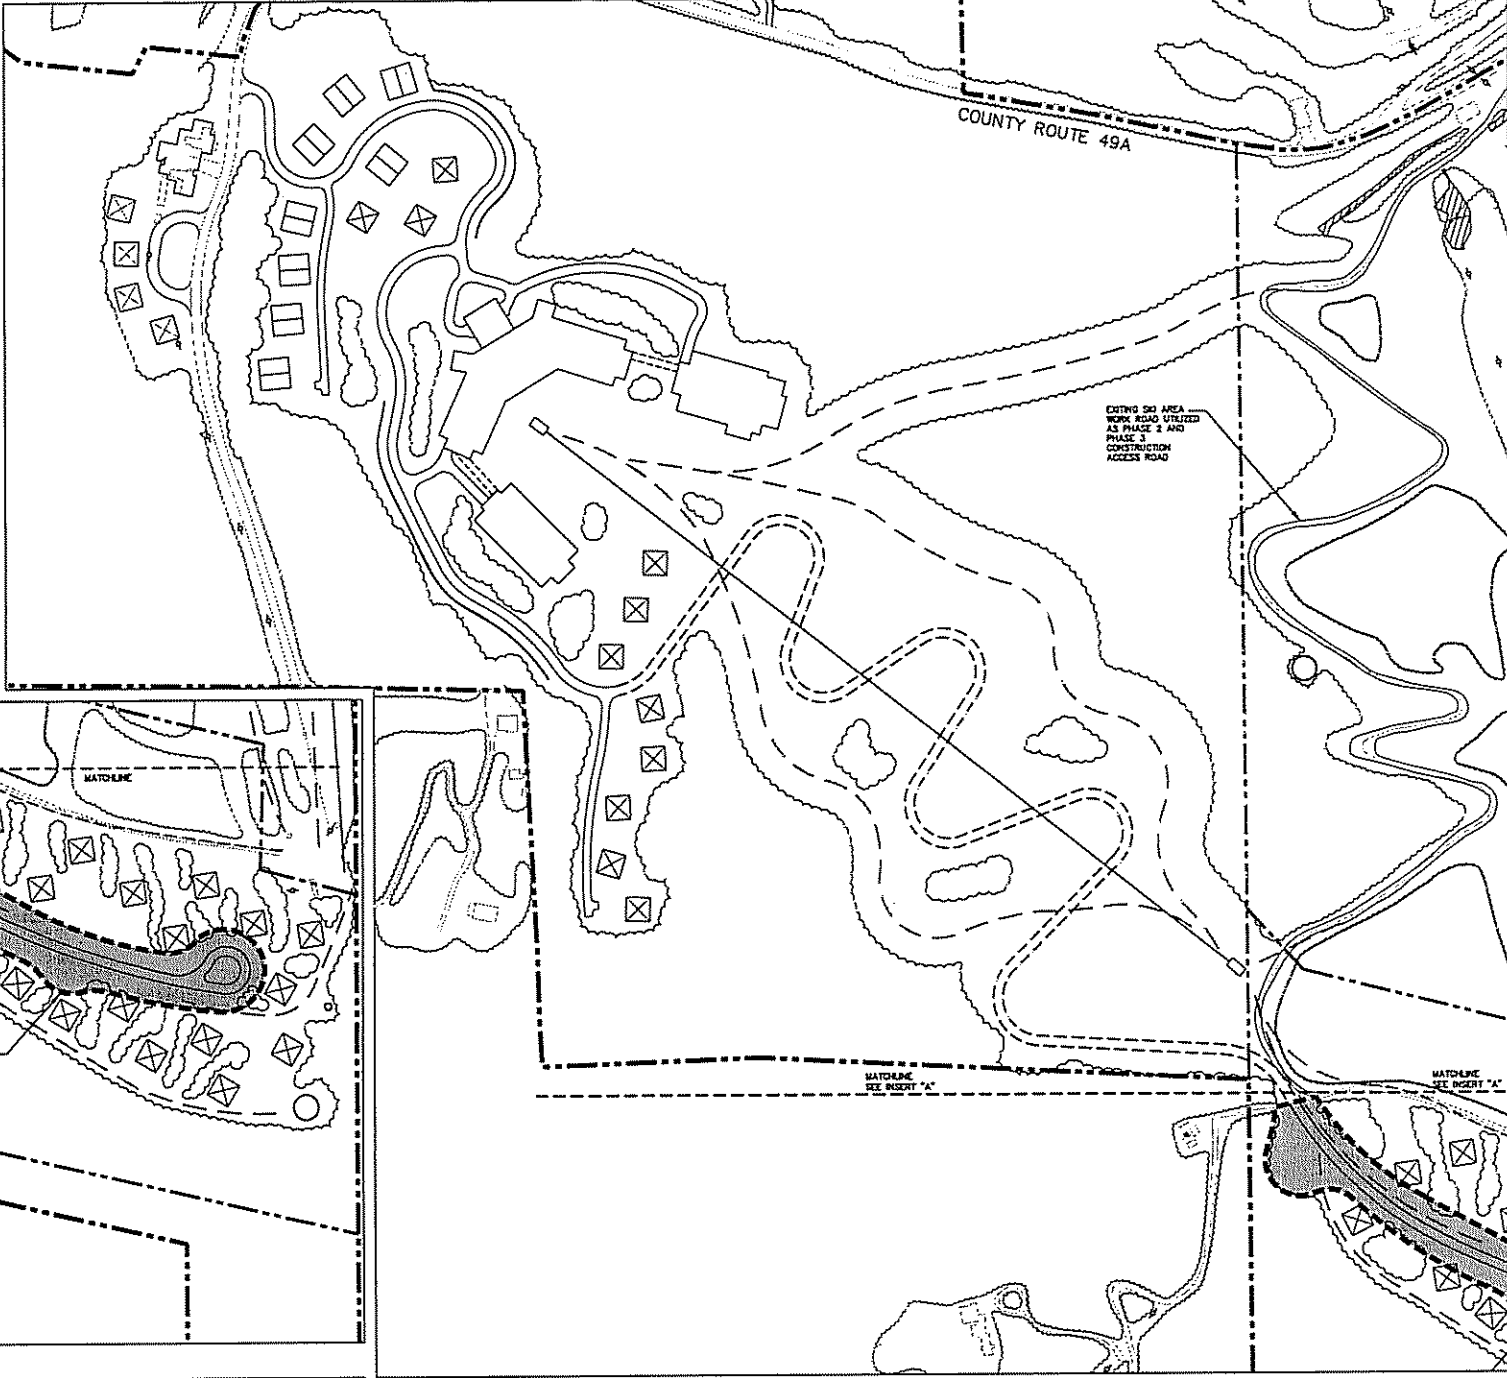 COUNTY ROUTE 49A
EXITING SKI AREA
WORK ROAD UTILIZED
AS PHASE 2 AND
PHASE 3
CONSTRUCTION
ACCESS ROAD
MATCHLINE
MATCHLINE
SEE INSERT "A"
MATCHLINE
SEE INSERT "A"